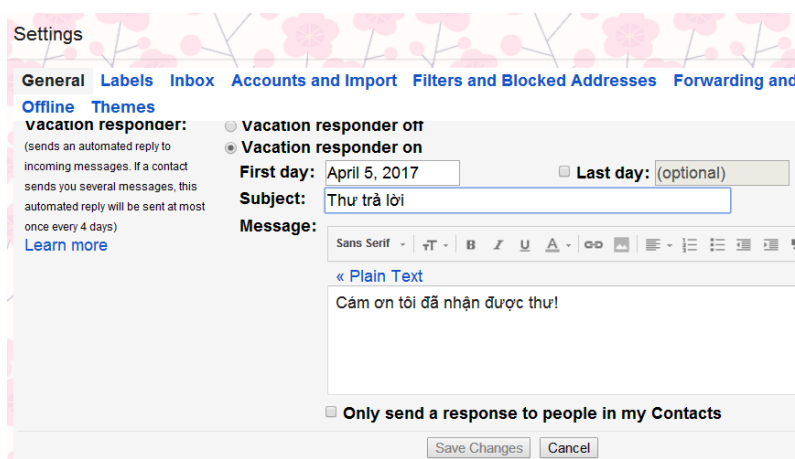 Settings
General Labels Inbox Accounts and Import Filters and Blocked Addresses Forwarding and
Offline Themes
Vacation responder:
(sends an automated reply to
incoming messages. If a contact
sends you several messages, this
automated reply will be sent at most
once every 4 days)
Learn more
Vacation responder off
Vacation responder on
First day: April 5, 2017 Last day: (optional)
Subject: Thư trả lời
Message:
Sans Serif
« Plain Text
Cám ơn tôi đã nhận được thư!
Only send a response to people in my Contacts
Save Changes Cancel